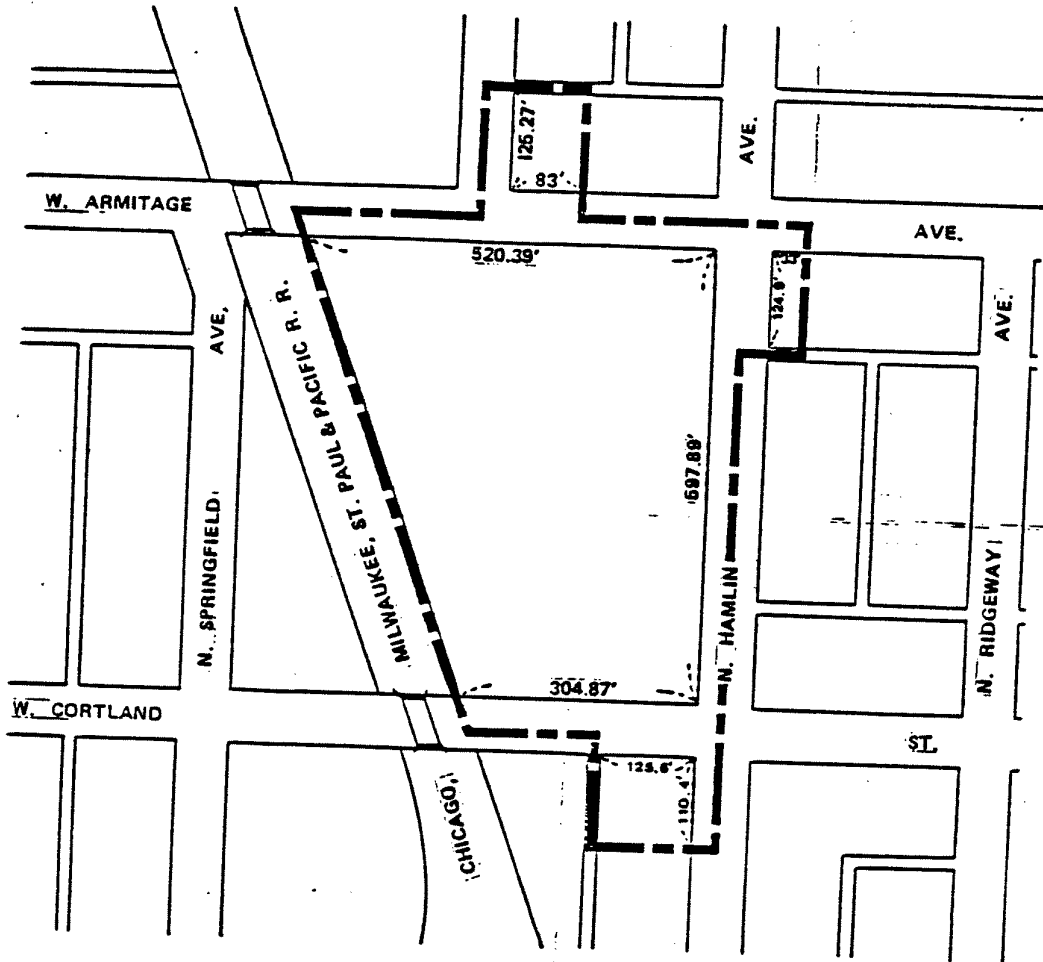 126.27'
83'
AVE.
W. ARMITAGE
AVE.
520.39'
124.9'
AVE,
AVE.
MILWAUKEE, ST. PAUL & PACIFIC R. R.
597.89'
N. SPRINGFIELD
N. HAMLIN
N. RIDGEWAY
304.87'
W. CORTLAND
ST.
125.6'
110.4'
CHICAGO,